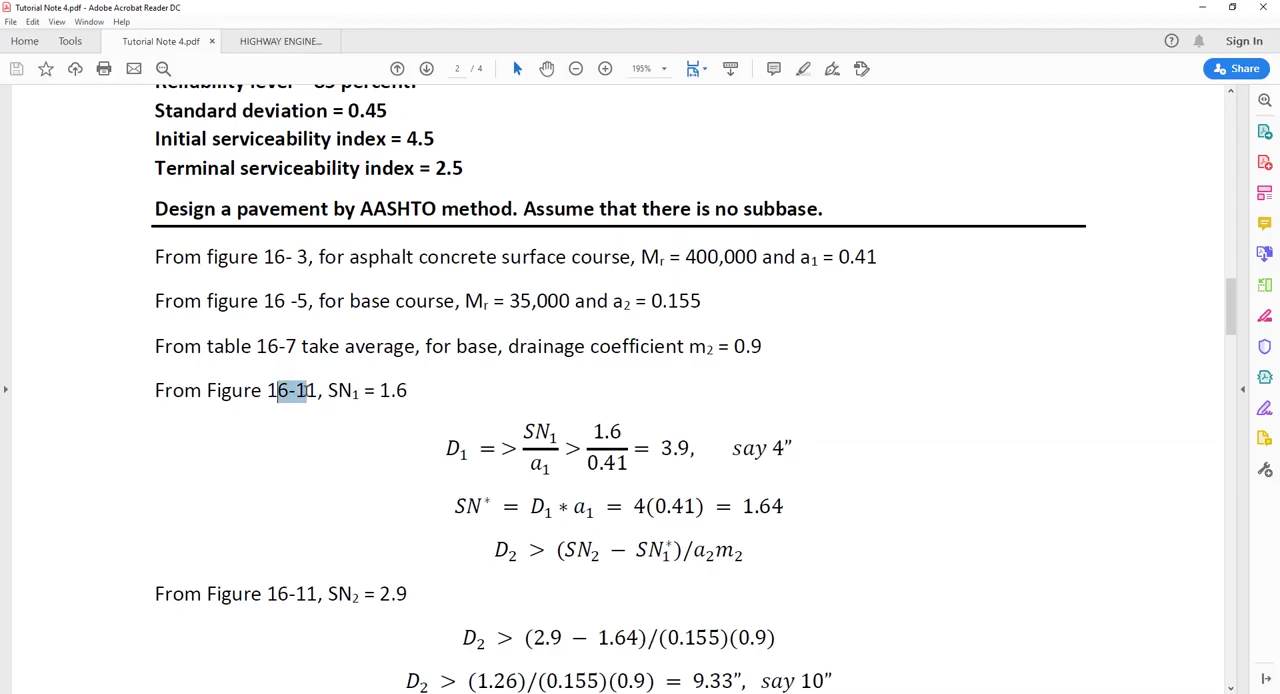 Tutorial Note 4.pdf - Adobe Acrobat Reader DC
File Edit View Window Help
Home Tools Tutorial Note 4.pdf × HIGHWAY ENGINE... Sign In
2 / 4 195% Share
Reliability level = 85 percent.
Standard deviation = 0.45
Initial serviceability index = 4.5
Terminal serviceability index = 2.5
Design a pavement by AASHTO method. Assume that there is no subbase.
From figure 16- 3, for asphalt concrete surface course, Mᵣ = 400,000 and a₁ = 0.41
From figure 16 -5, for base course, Mᵣ = 35,000 and a₂ = 0.155
From table 16-7 take average, for base, drainage coefficient m₂ = 0.9
From Figure 16-11, SN₁ = 1.6
D₁ => SN₁/a₁ > 1.6/0.41 = 3.9, say 4”
SN* = D₁ * a₁ = 4(0.41) = 1.64
D₂ > (SN₂ − SN₁*)/a₂m₂
From Figure 16-11, SN₂ = 2.9
D₂ > (2.9 − 1.64)/(0.155)(0.9)
D₂ > (1.26)/(0.155)(0.9) = 9.33”, say 10”